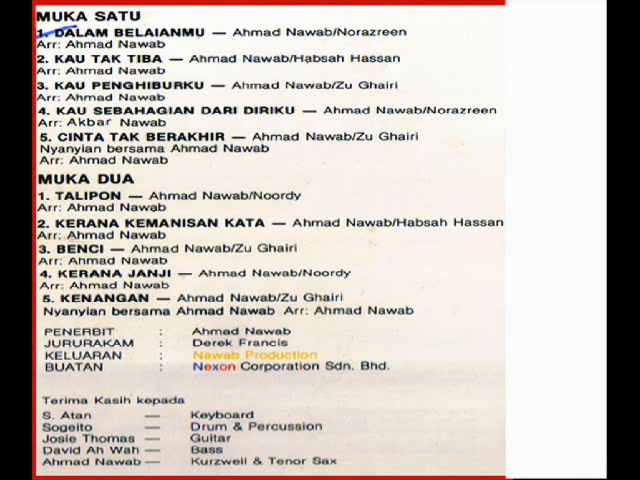 MUKA SATU
1. DALAM BELAIANMU — Ahmad Nawab/Norazreen
Arr: Ahmad Nawab
2. KAU TAK TIBA — Ahmad Nawab/Habsah Hassan
Arr: Ahmad Nawab
3. KAU PENGHIBURKU — Ahmad Nawab/Zu Ghairi
Arr: Ahmad Nawab
4. KAU SEBAHAGIAN DARI DIRIKU — Ahmad Nawab/Norazreen
Arr: Akbar Nawab
5. CINTA TAK BERAKHIR — Ahmad Nawab/Zu Ghairi
Nyanyian bersama Ahmad Nawab
Arr: Ahmad Nawab
MUKA DUA
1. TALIPON — Ahmad Nawab/Noordy
Arr: Ahmad Nawab
2. KERANA KEMANISAN KATA — Ahmad Nawab/Habsah Hassan
Arr: Ahmad Nawab
3. BENCI — Ahmad Nawab/Zu Ghairi
Arr: Ahmad Nawab
4. KERANA JANJI — Ahmad Nawab/Noordy
Arr: Ahmad Nawab
5. KENANGAN — Ahmad Nawab/Zu Ghairi
Nyanyian bersama Ahmad Nawab Arr: Ahmad Nawab
PENERBIT : Ahmad Nawab
JURURAKAM : Derek Francis
KELUARAN : Nawab Production
BUATAN : Nexon Corporation Sdn. Bhd.
Terima Kasih kepada
S. Atan — Keyboard
Sogeito — Drum & Percussion
Josie Thomas — Guitar
David Ah Wah — Bass
Ahmad Nawab — Kurzweil & Tenor Sax